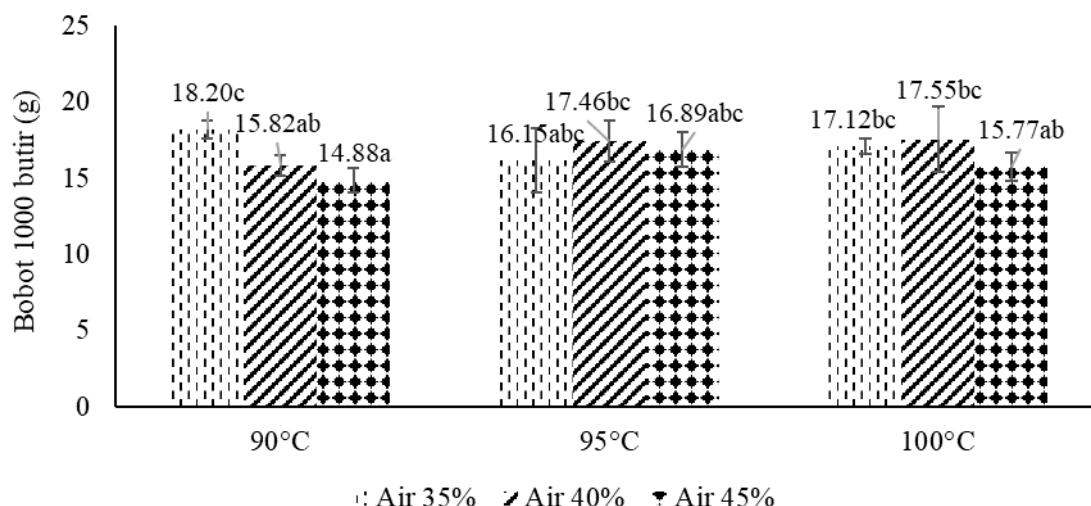 Bobot 1000 butir (g)
25
20
15
10
5
0
18.20c
15.82ab
14.88a
16.15abc
17.46bc
16.89abc
17.12bc
17.55bc
15.77ab
90°C
95°C
100°C
Air 35%
Air 40%
Air 45%